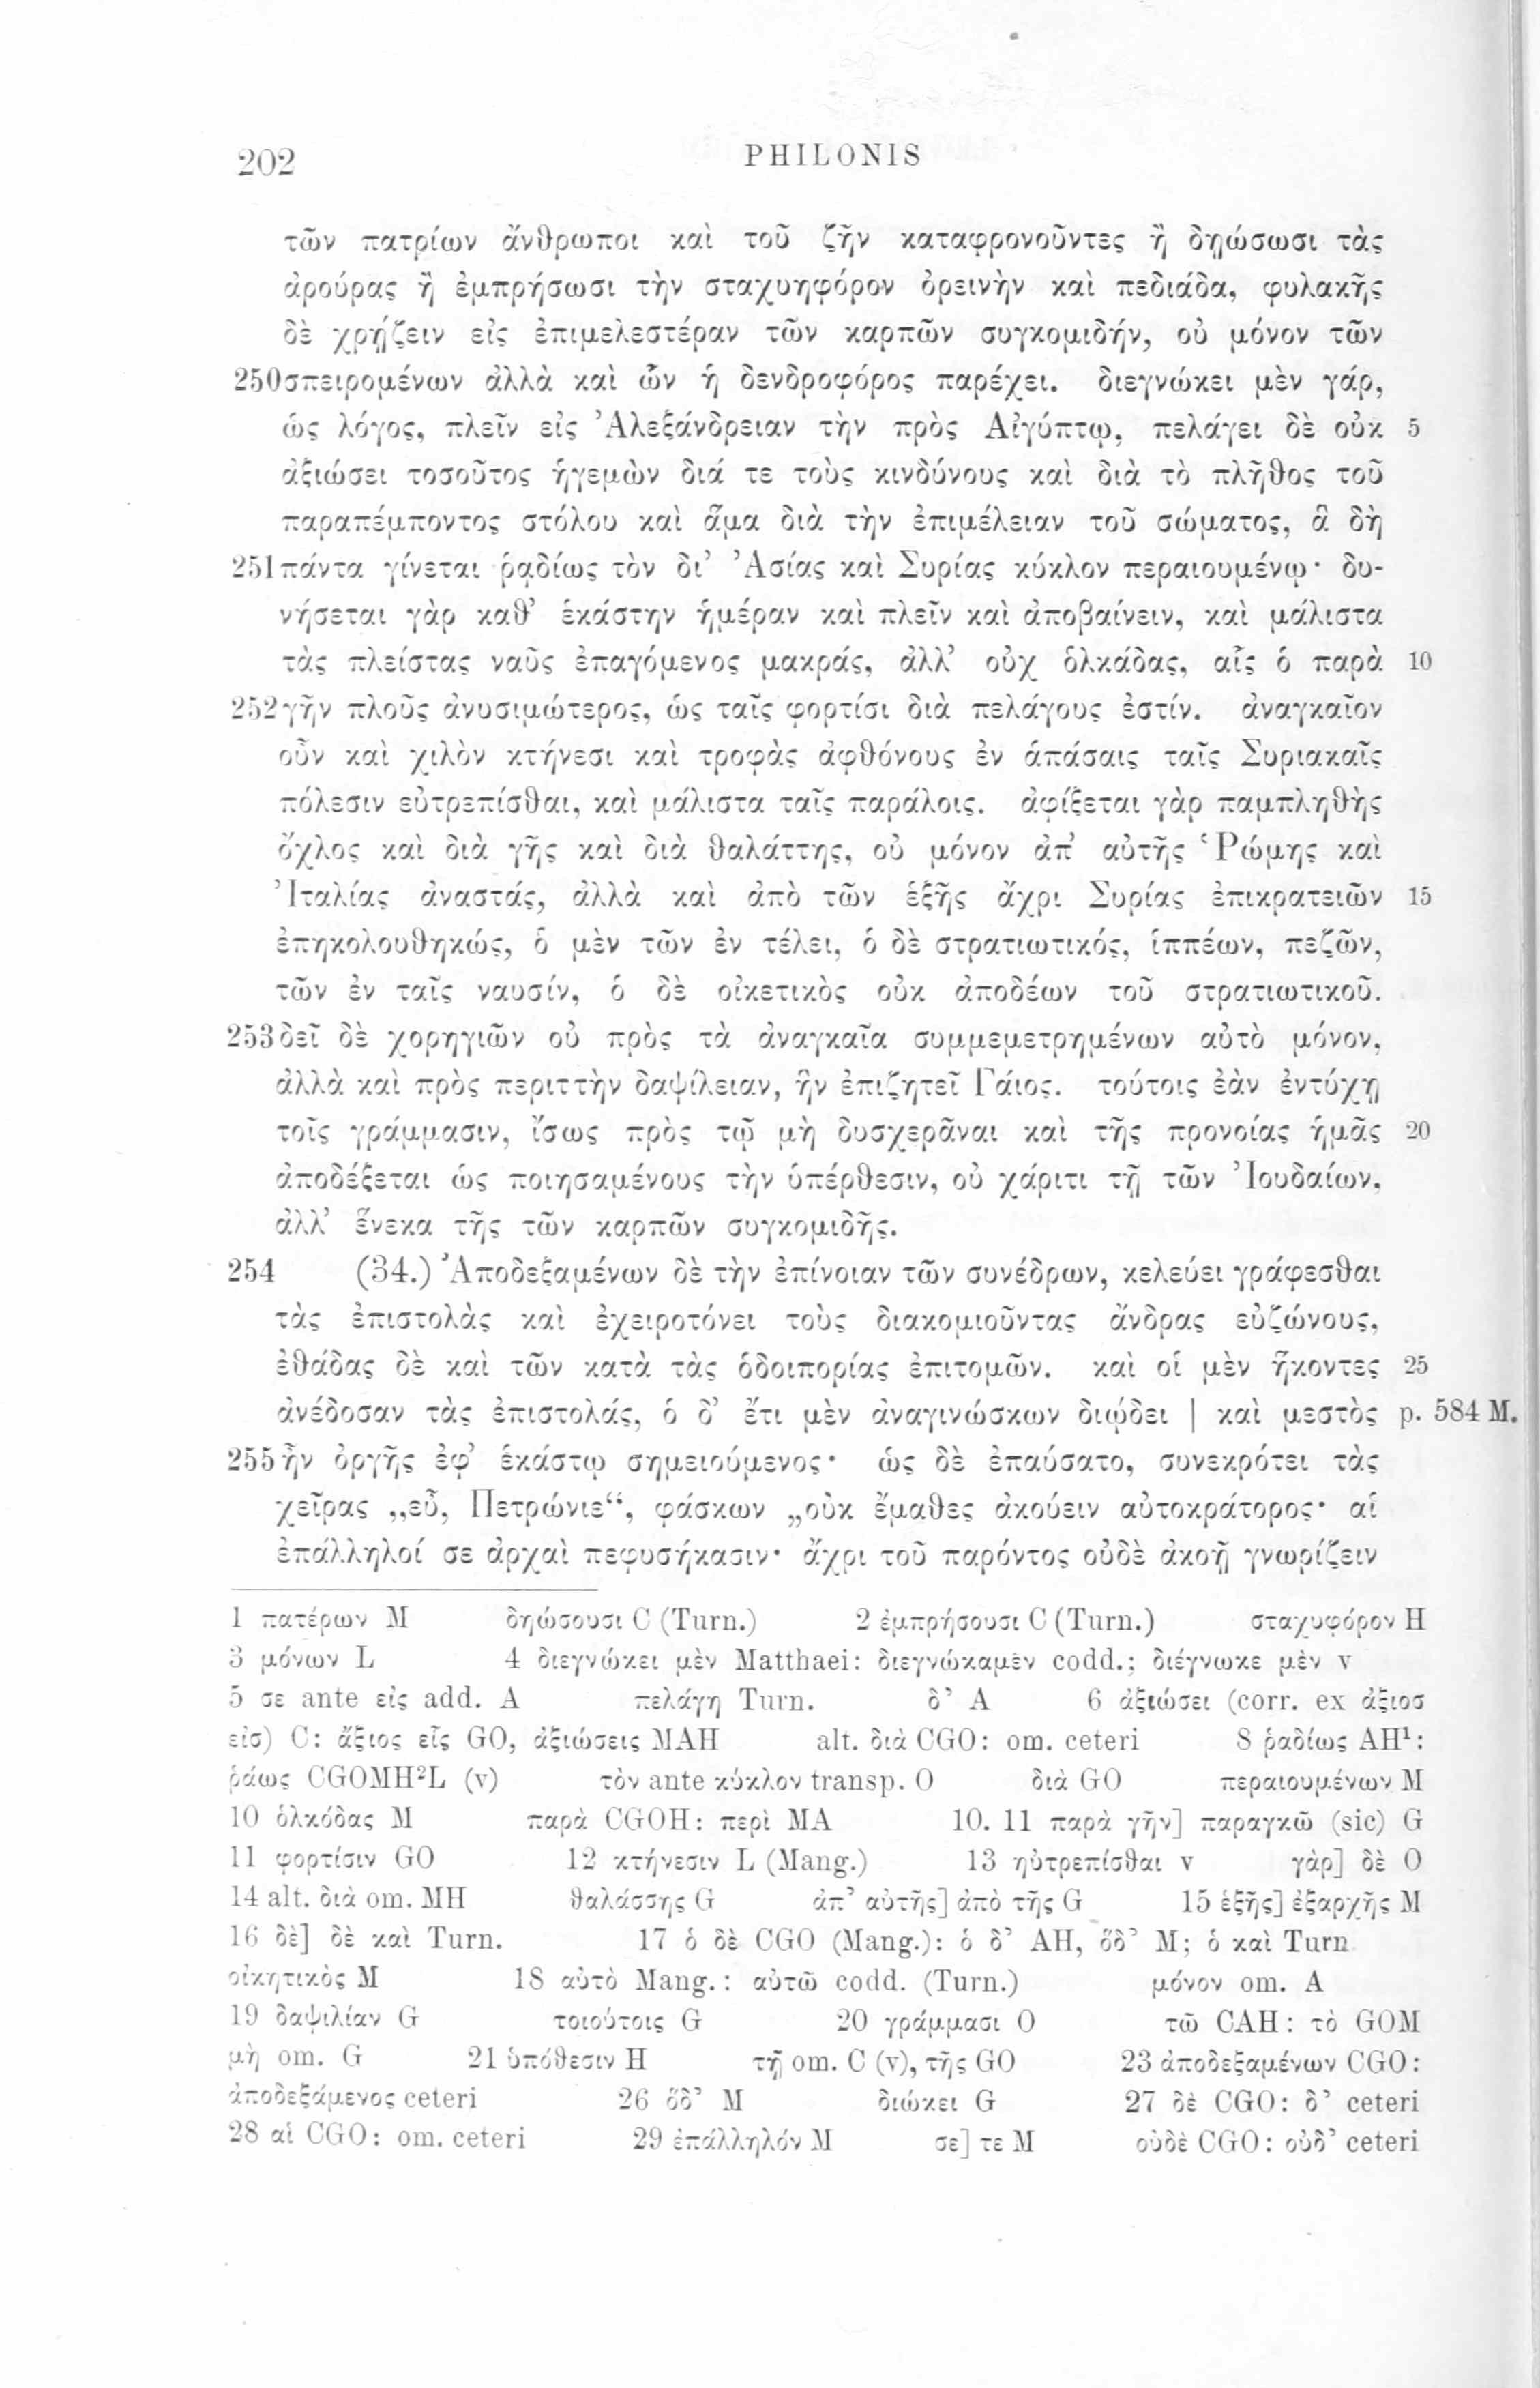 202
PHILONIS
τῶν πατρίων ἄνθρωποι καὶ τοῦ ζῆν καταφρονοῦντες ἢ δῃώσωσι τὰς
ἀρούρας ἢ ἐμπρήσωσι τὴν σταχυηφόρον ὀρεινὴν καὶ πεδιάδα, φυλακῆς
δὲ χρῄζειν εἰς ἐπιμελεστέραν τῶν καρπῶν συγκομιδήν, οὐ μόνον τῶν
250 σπειρομένων ἀλλὰ καὶ ὧν ἡ δενδροφόρος παρέχει. διεγνώκει μὲν γάρ,
ὡς λόγος, πλεῖν εἰς Ἀλεξάνδρειαν τὴν πρὸς Αἰγύπτῳ, πελάγει δὲ οὐκ 5
ἀξιώσει τοσοῦτος ἡγεμὼν διά τε τοὺς κινδύνους καὶ διὰ τὸ πλῆθος τοῦ
παραπέμποντος στόλου καὶ ἅμα διὰ τὴν ἐπιμέλειαν τοῦ σώματος, ἃ δὴ
251 πάντα γίνεται ῥᾳδίως τὸν δι’ Ἀσίας καὶ Συρίας κύκλον περαιουμένῳ· δυ-
νήσεται γὰρ καθ’ ἑκάστην ἡμέραν καὶ πλεῖν καὶ ἀποβαίνειν, καὶ μάλιστα
τὰς πλείστας ναῦς ἐπαγόμενος μακράς, ἀλλ’ οὐχ ὁλκάδας, αἷς ὁ παρὰ 10
252 γῆν πλοῦς ἀνυσιμώτερος, ὡς ταῖς φορτίσι διὰ πελάγους ἐστίν. ἀναγκαῖον
οὖν καὶ χιλὸν κτήνεσι καὶ τροφὰς ἀφθόνους ἐν ἁπάσαις ταῖς Συριακαῖς
πόλεσιν εὐτρεπίσθαι, καὶ μάλιστα ταῖς παράλοις. ἀφίξεται γὰρ παμπληθὴς
ὄχλος καὶ διὰ γῆς καὶ διὰ θαλάττης, οὐ μόνον ἀπ’ αὐτῆς Ῥώμης καὶ
Ἰταλίας ἀναστάς, ἀλλὰ καὶ ἀπὸ τῶν ἑξῆς ἄχρι Συρίας ἐπικρατειῶν 15
ἐπηκολουθηκώς, ὁ μὲν τῶν ἐν τέλει, ὁ δὲ στρατιωτικός, ἱππέων, πεζῶν,
τῶν ἐν ταῖς ναυσίν, ὁ δὲ οἰκετικὸς οὐκ ἀποδέων τοῦ στρατιωτικοῦ.
253 δεῖ δὲ χορηγιῶν οὐ πρὸς τὰ ἀναγκαῖα συμμεμετρημένων αὐτὸ μόνον,
ἀλλὰ καὶ πρὸς περιττὴν δαψίλειαν, ἣν ἐπιζητεῖ Γάιος. τούτοις ἐὰν ἐντύχῃ
τοῖς γράμμασιν, ἴσως πρὸς τῷ μὴ δυσχερᾶναι καὶ τῆς προνοίας ἡμᾶς 20
ἀποδέξεται ὡς ποιησαμένους τὴν ὑπέρθεσιν, οὐ χάριτι τῇ τῶν Ἰουδαίων,
ἀλλ’ ἕνεκα τῆς τῶν καρπῶν συγκομιδῆς.
254 (34.) Ἀποδεξαμένων δὲ τὴν ἐπίνοιαν τῶν συνέδρων, κελεύει γράφεσθαι
τὰς ἐπιστολὰς καὶ ἐχειροτόνει τοὺς διακομιοῦντας ἄνδρας εὐζώνους,
ἐθάδας δὲ καὶ τῶν κατὰ τὰς ὁδοιπορίας ἐπιτομῶν. καὶ οἱ μὲν ἥκοντες 25
ἀνέδοσαν τὰς ἐπιστολάς, ὁ δ’ ἔτι μὲν ἀναγινώσκων διῴδει | καὶ μεστὸς p. 584 M.
255 ἦν ὀργῆς ἐφ’ ἑκάστῳ σημειούμενος· ὡς δὲ ἐπαύσατο, συνεκρότει τὰς
χεῖρας „εὖ, Πετρώνιε“, φάσκων „οὐκ ἔμαθες ἀκούειν αὐτοκράτορος· αἱ
ἐπάλληλοί σε ἀρχαὶ πεφυσήκασιν· ἄχρι τοῦ παρόντος οὐδὲ ἀκοῇ γνωρίζειν
1 πατέρων M δηώσουσι C (Turn.) 2 ἐμπρήσουσι C (Turn.) σταχυφόρον H
3 μόνων L 4 διεγνώκει μὲν Matthaei: διεγνώκαμεν codd.; διέγνωκε μὲν v
5 σε ante εἰς add. A πελάγη Turn. δ’ A 6 ἀξιώσει (corr. ex ἀξιοσ
εἰσ) C: ἄξιος εἷς GO, ἀξιώσεις MAH alt. διὰ CGO: om. ceteri 8 ῥαδίως AH¹:
ῥάως CGOMH²L (v) τὸν ante κύκλον transp. O διὰ GO περαιουμένων M
10 ὁλκόδας M παρὰ CGOH: περὶ MA 10. 11 παρὰ γῆν] παραγκῶ (sic) G
11 φορτίσιν GO 12 κτήνεσιν L (Mang.) 13 ηὐτρεπίσθαι v γὰρ] δὲ O
14 alt. διὰ om. MH θαλάσσης G ἀπ’ αὐτῆς] ἀπὸ τῆς G 15 ἑξῆς] ἐξαρχῆς M
16 δὲ] δὲ καὶ Turn. 17 ὁ δὲ CGO (Mang.): ὁ δ’ AH, ὅδ’ M; ὁ καὶ Turn
οἰκητικὸς M 18 αὐτὸ Mang.: αὐτῶ codd. (Turn.) μόνον om. A
19 δαψιλίαν G τοιούτοις G 20 γράμμασι O τῶ CAH: τὸ GOM
μὴ om. G 21 ὑπόθεσιν H τῇ om. C (v), τῆς GO 23 ἀποδεξαμένων CGO:
ἀποδεξάμενος ceteri 26 ὅδ’ M διώκει G 27 δὲ CGO: δ’ ceteri
28 αἱ CGO: om. ceteri 29 ἐπάλληλόν M σε] τε M οὐδὲ CGO: οὐδ’ ceteri